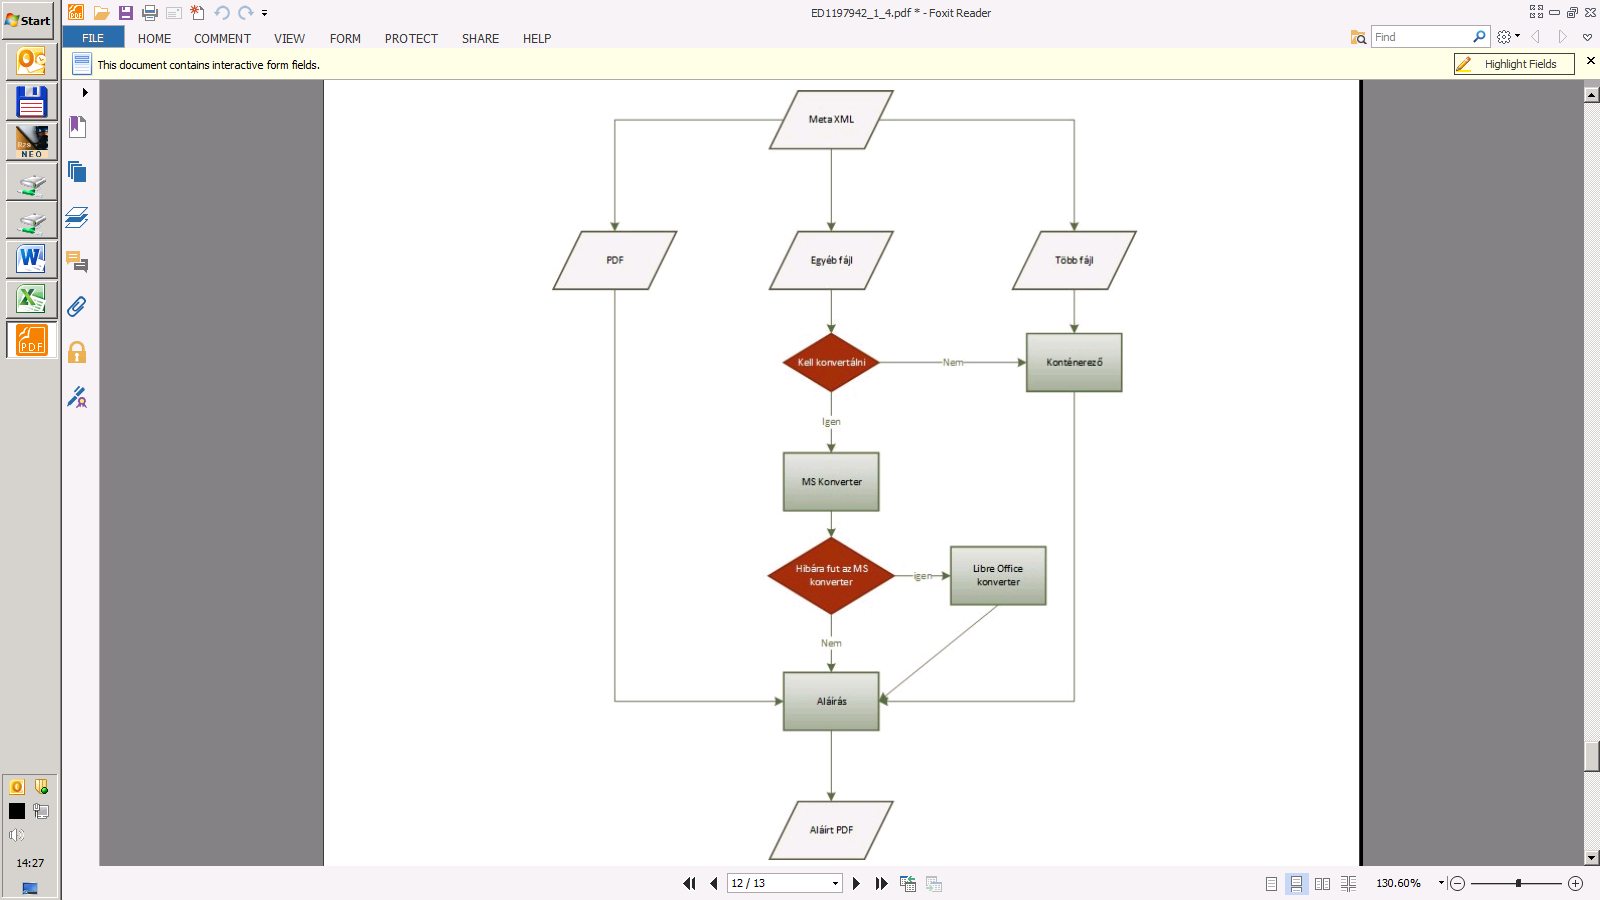 Start
ED1197942_1_4.pdf * - Foxit Reader
FILE HOME COMMENT VIEW FORM PROTECT SHARE HELP
Find
This document contains interactive form fields.
Highlight Fields
NEO
PDF
Meta XML
PDF
Egyéb fájl
Több fájl
Kell konvertálni
Nem
Konténerező
Igen
MS Konverter
Hibára fut az MS
konverter
igen
Libre Office
konverter
Nem
Aláírás
Aláírt PDF
14:27
12 / 13
130.60%